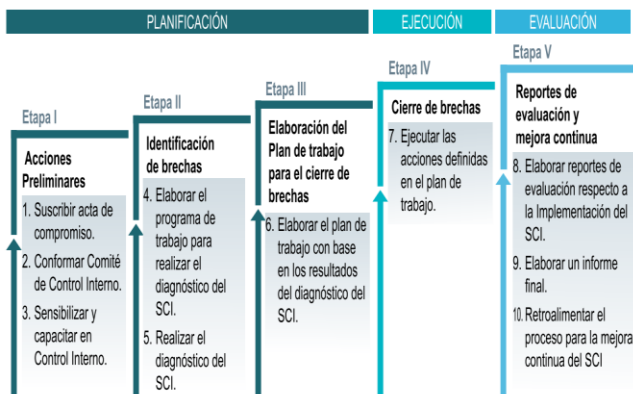 PLANIFICACIÓN
EJECUCIÓN
EVALUACIÓN
Etapa I
Acciones
Preliminares
1. Suscribir acta de
compromiso.
2. Conformar Comité
de Control Interno.
3. Sensibilizar y
capacitar en
Control Interno.
Etapa II
Identificación
de brechas
4. Elaborar el
programa de
trabajo para
realizar el
diagnóstico del
SCI.
5. Realizar el
diagnóstico del
SCI.
Etapa III
Elaboración del
Plan de trabajo
para el cierre de
brechas
6. Elaborar el plan de
trabajo con base
en los resultados
del diagnóstico del
SCI.
Etapa IV
Cierre de brechas
7. Ejecutar las
acciones definidas
en el plan de
trabajo.
Etapa V
Reportes de
evaluación y
mejora continua
8. Elaborar reportes de
evaluación respecto a
la Implementación del
SCI.
9. Elaborar un informe
final.
10. Retroalimentar el
proceso para la mejora
continua del SCI